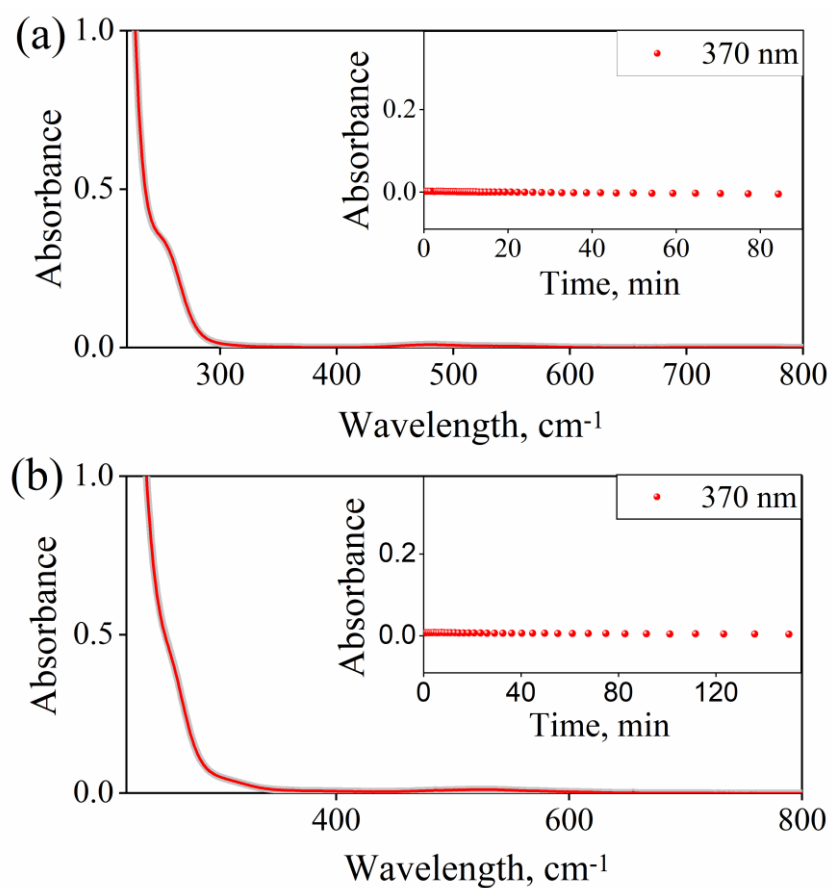 (a)
1.0
0.5
0.0
Absorbance
300 400 500 600 700 800
Wavelength, cm⁻¹
370 nm
0.2
0.0
Absorbance
0 20 40 60 80
Time, min
(b)
1.0
0.5
0.0
Absorbance
400 600 800
Wavelength, cm⁻¹
370 nm
0.2
0.0
Absorbance
0 40 80 120
Time, min